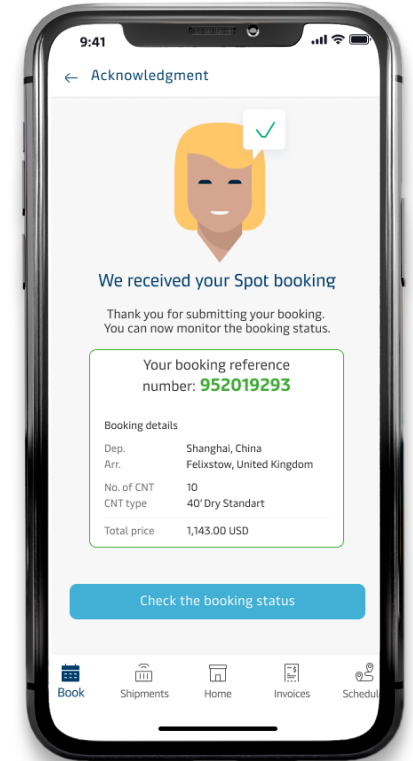 9:41
Acknowledgment
We received your Spot booking
Thank you for submitting your booking.
You can now monitor the booking status.
Your booking reference
number: 952019293
Booking details
Dep. Shanghai, China
Arr. Felixstow, United Kingdom
No. of CNT 10
CNT type 40' Dry Standart
Total price 1,143.00 USD
Check the booking status
Book Shipments Home Invoices Schedul